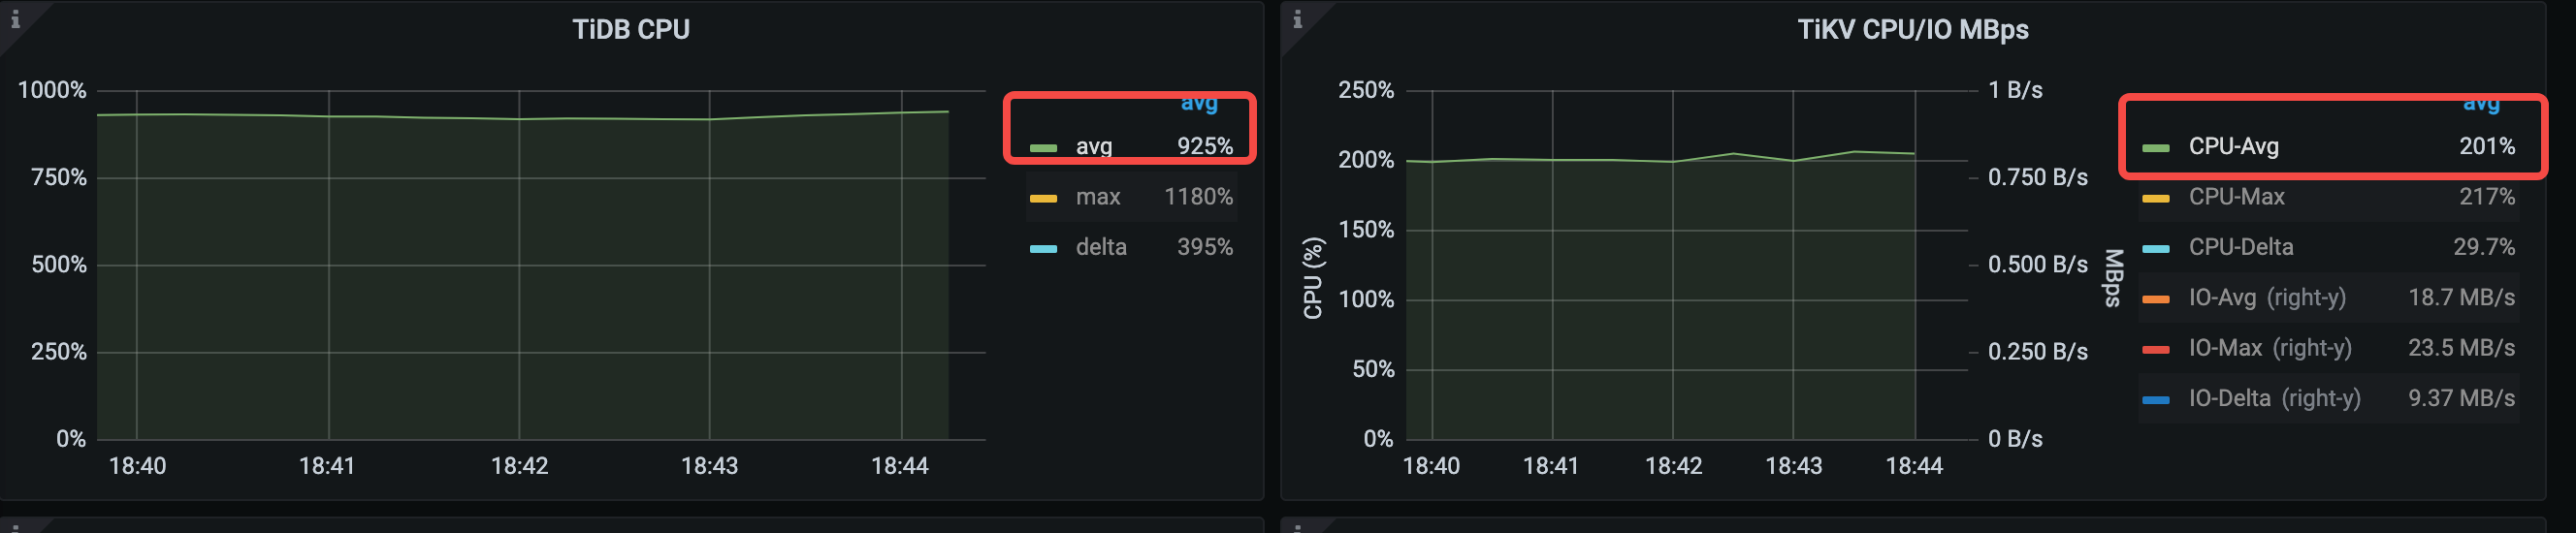 TiDB CPU
1000%
750%
500%
250%
0%
18:40 18:41 18:42 18:43 18:44
avg
avg 925%
max 1180%
delta 395%
TiKV CPU/IO MBps
CPU (%)
250%
200%
150%
100%
50%
0%
18:40 18:41 18:42 18:43 18:44
1 B/s
0.750 B/s
0.500 B/s
0.250 B/s
0 B/s
MBps
avg
CPU-Avg 201%
CPU-Max 217%
CPU-Delta 29.7%
IO-Avg (right-y) 18.7 MB/s
IO-Max (right-y) 23.5 MB/s
IO-Delta (right-y) 9.37 MB/s